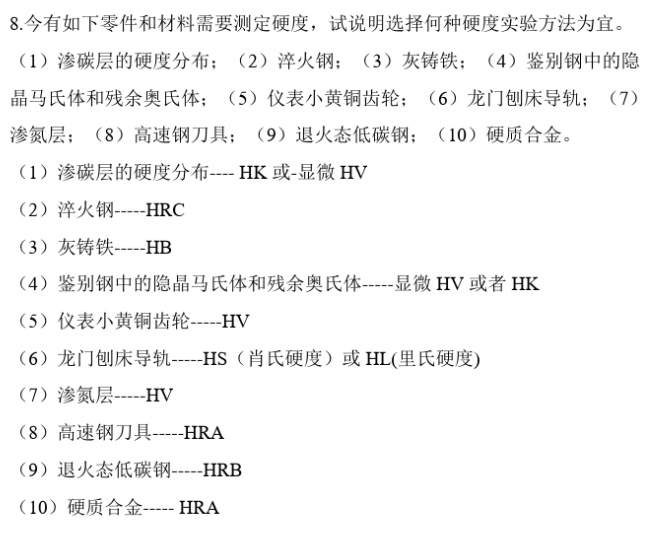 8.今有如下零件和材料需要测定硬度，试说明选择何种硬度实验方法为宜。
（1）渗碳层的硬度分布；（2）淬火钢；（3）灰铸铁；（4）鉴别钢中的隐
晶马氏体和残余奥氏体；（5）仪表小黄铜齿轮；（6）龙门刨床导轨；（7）
渗氮层；（8）高速钢刀具；（9）退火态低碳钢；（10）硬质合金。
（1）渗碳层的硬度分布---- HK 或-显微 HV
（2）淬火钢-----HRC
（3）灰铸铁-----HB
（4）鉴别钢中的隐晶马氏体和残余奥氏体-----显微 HV 或者 HK
（5）仪表小黄铜齿轮-----HV
（6）龙门刨床导轨-----HS（肖氏硬度）或 HL(里氏硬度)
（7）渗氮层-----HV
（8）高速钢刀具-----HRA
（9）退火态低碳钢-----HRB
（10）硬质合金----- HRA